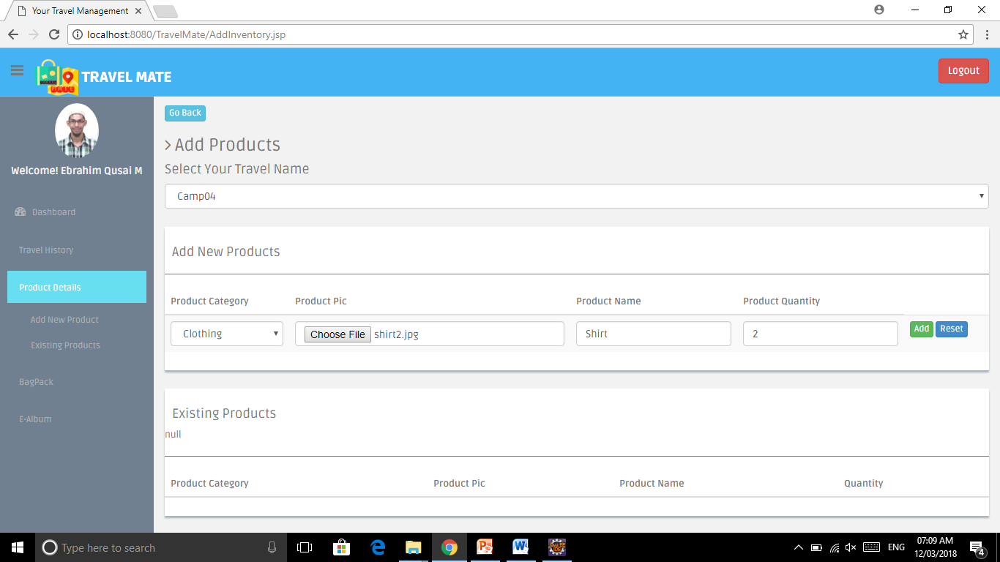 Your Travel Management
localhost:8080/TravelMate/AddInventory.jsp
TRAVEL MATE
Logout
Go Back
Add Products
Select Your Travel Name
Camp04
Welcome! Ebrahim Qusai M
Dashboard
Travel History
Product Details
Add New Product
Existing Products
BagPack
E-Album
Add New Products
Product Category Product Pic Product Name Product Quantity
Clothing Choose File shirt2.jpg Shirt 2 Add Reset
Existing Products
null
Product Category Product Pic Product Name Quantity
Type here to search
ENG
07:09 AM
12/03/2018
4